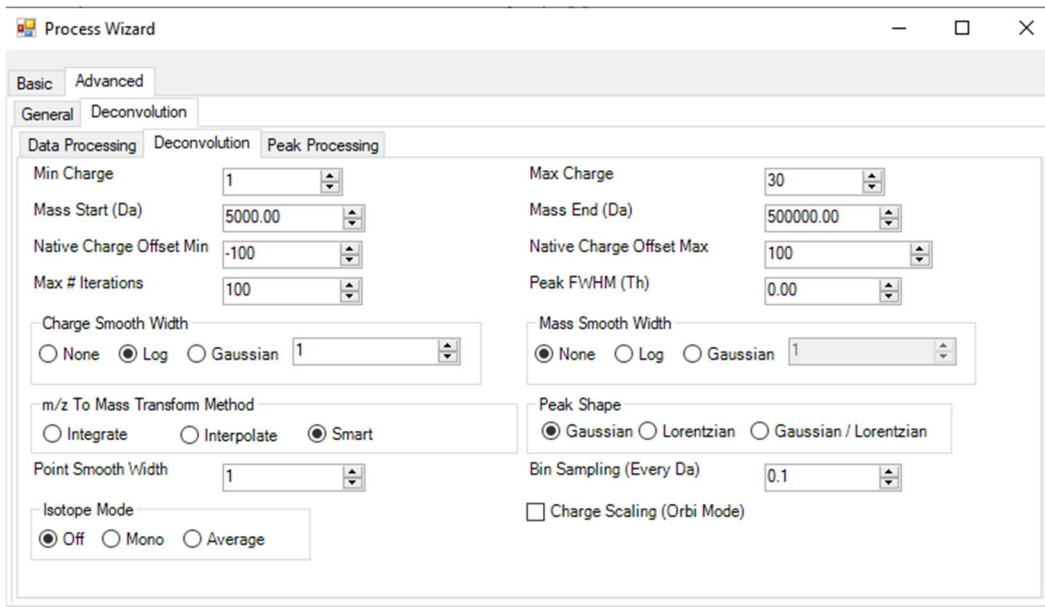 Process Wizard
Basic Advanced
General Deconvolution
Data Processing Deconvolution Peak Processing
Min Charge 1 Max Charge 30
Mass Start (Da) 5000.00 Mass End (Da) 500000.00
Native Charge Offset Min -100 Native Charge Offset Max 100
Max # Iterations 100 Peak FWHM (Th) 0.00
Charge Smooth Width Mass Smooth Width
None Log Gaussian 1 None Log Gaussian 1
m/z To Mass Transform Method Peak Shape
Integrate Interpolate Smart Gaussian Lorentzian Gaussian / Lorentzian
Point Smooth Width 1 Bin Sampling (Every Da) 0.1
Isotope Mode Charge Scaling (Orbi Mode)
Off Mono Average